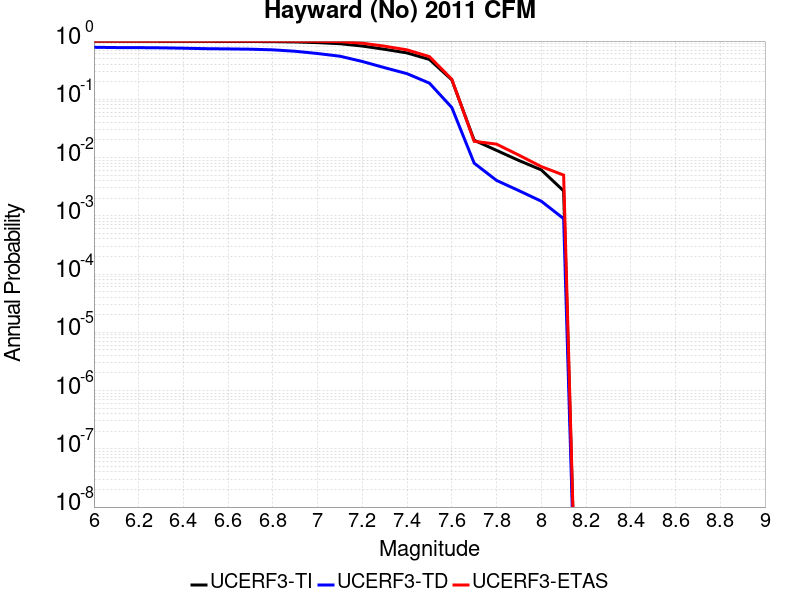 Hayward (No) 2011 CFM
10^0
10^-1
10^-2
10^-3
10^-4
10^-5
10^-6
10^-7
10^-8
Annual Probability
6 6.2 6.4 6.6 6.8 7 7.2 7.4 7.6 7.8 8 8.2 8.4 8.6 8.8 9
Magnitude
UCERF3-TI UCERF3-TD UCERF3-ETAS